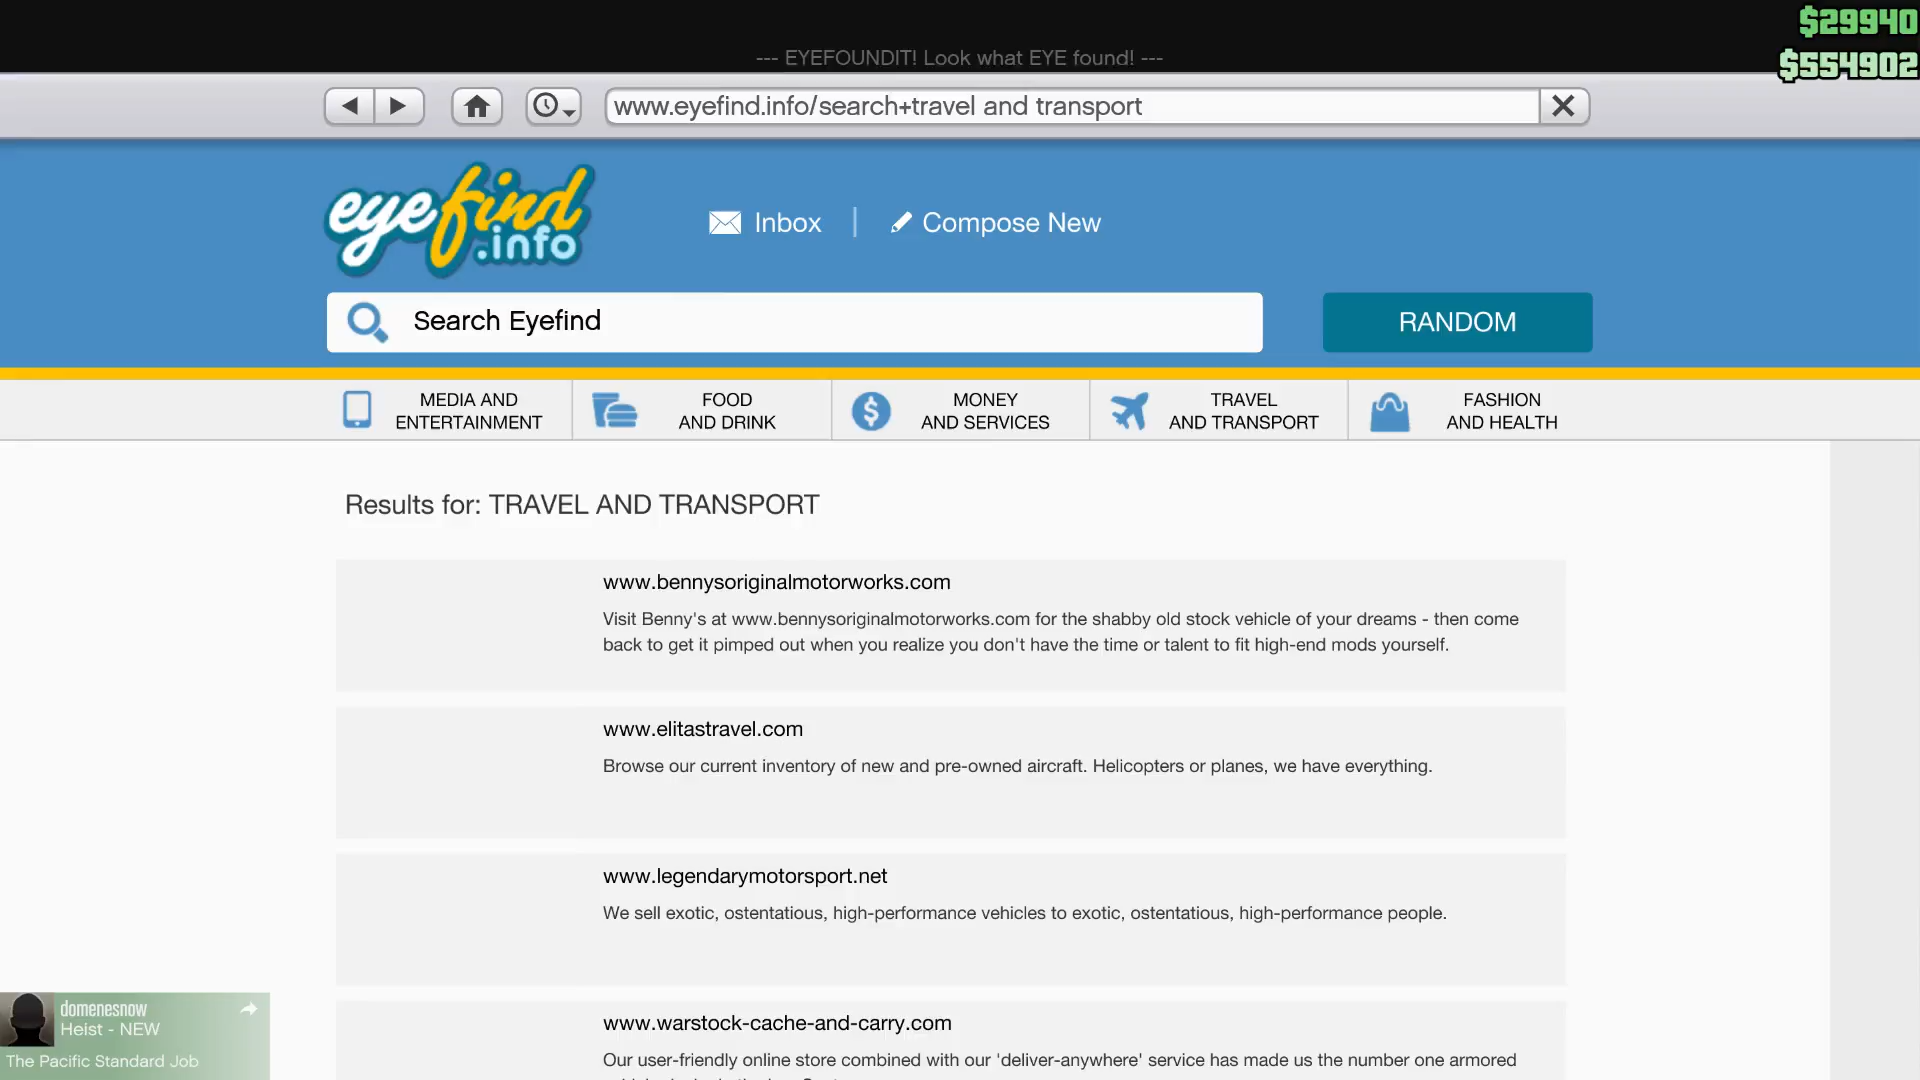 $29940
--- EYEFOUNDIT! Look what EYE found! ---
$554902
www.eyefind.info/search+travel and transport
eyefind
.info
Inbox
Compose New
Search Eyefind
RANDOM
MEDIA AND
ENTERTAINMENT
FOOD
AND DRINK
MONEY
AND SERVICES
TRAVEL
AND TRANSPORT
FASHION
AND HEALTH
Results for: TRAVEL AND TRANSPORT
www.bennysoriginalmotorworks.com
Visit Benny's at www.bennysoriginalmotorworks.com for the shabby old stock vehicle of your dreams - then come
back to get it pimped out when you realize you don't have the time or talent to fit high-end mods yourself.
www.elitastravel.com
Browse our current inventory of new and pre-owned aircraft. Helicopters or planes, we have everything.
www.legendarymotorsport.net
We sell exotic, ostentatious, high-performance vehicles to exotic, ostentatious, high-performance people.
www.warstock-cache-and-carry.com
Our user-friendly online store combined with our 'deliver-anywhere' service has made us the number one armored
domenesnow
Heist - NEW
The Pacific Standard Job